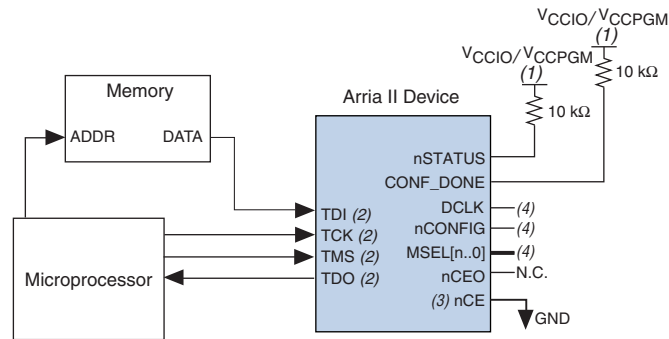 VCCIO/VCCPGM
(1)
10 kΩ
VCCIO/VCCPGM
(1)
10 kΩ
Memory
ADDR DATA
Arria II Device
nSTATUS
CONF_DONE
TDI (2)
DCLK (4)
TCK (2)
nCONFIG (4)
TMS (2)
MSEL[n..0] (4)
TDO (2)
nCEO N.C.
(3) nCE
GND
Microprocessor